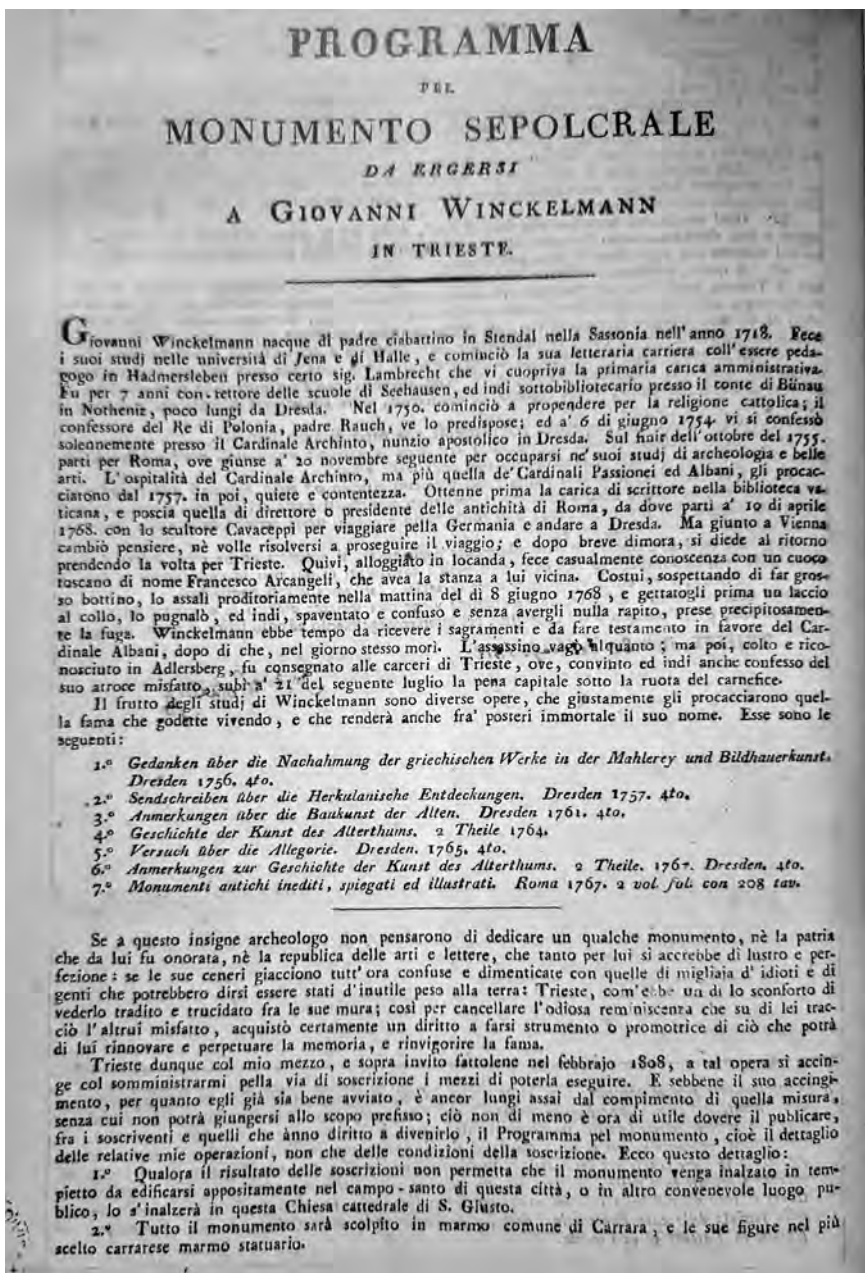 PROGRAMMA
PEL
MONUMENTO SEPOLCRALE
DA ERGERSI
A GIOVANNI WINCKELMANN
IN TRIESTE.
Giovanni Winckelmann nacque di padre ciabattino in Stendal nella Sassonia nell'anno 1718. Fece
i suoi studj nelle università di Jena e di Halle, e cominciò la sua letteraria carriera coll'essere peda-
gogo in Hadmersleben presso certo sig. Lambrecht che vi cuopriva la primaria carica amministrativa.
Fu per 7 anni con-rettore delle scuole di Seehausen, ed indi sottobibliotecario presso il conte di Bünau
in Notheniz, poco lungi da Dresda. Nel 1750. cominciò a propendere per la religione cattolica; il
confessore del Re di Polonia, padre Rauch, ve lo predispose; ed a' 6 di giugno 1754. vi si confessò
solennemente presso il Cardinale Archinto, nunzio apostolico in Dresda. Sul finir dell'ottobre del 1755.
partì per Roma, ove giunse a' 20 novembre seguente per occuparsi ne' suoi studj di archeologia e belle
arti. L'ospitalità del Cardinale Archinto, ma più quella de' Cardinali Passionei ed Albani, gli procac-
ciarono dal 1757. in poi, quiete e contentezza. Ottenne prima la carica di scrittore nella biblioteca va-
ticana, e poscia quella di direttore o presidente delle antichità di Roma, da dove partì a' 10 di aprile
1768. con lo scultore Cavaceppi per viaggiare pella Germania e andare a Dresda. Ma giunto a Vienna
cambiò pensiere, nè volle risolversi a proseguire il viaggio; e dopo breve dimora, si diede al ritorno
prendendo la volta per Trieste. Quivi, alloggiato in locanda, fece casualmente conoscenza con un cuoco
toscano di nome Francesco Arcangeli, che avea la stanza a lui vicina. Costui, sospettando di far gros-
so bottino, lo assalì proditoriamente nella mattina del dì 8 giugno 1768, e gettatogli prima un laccio
al collo, lo pugnalò, ed indi, spaventato e confuso e senza avergli nulla rapito, prese precipitosamen-
te la fuga. Winckelmann ebbe tempo da ricevere i sagramenti e da fare testamento in favore del Car-
dinale Albani, dopo di che, nel giorno stesso morì. L'assassino vagò alquanto; ma poi, colto e rico-
nosciuto in Adlersberg, fu consegnato alle carceri di Trieste, ove, convinto ed indi anche confesso del
suo atroce misfatto, subì a' 21 del seguente luglio la pena capitale sotto la ruota del carnefice.
Il frutto degli studj di Winckelmann sono diverse opere, che giustamente gli procacciarono quel-
la fama che godette vivendo, e che renderà anche fra' posteri immortale il suo nome. Esse sono le
seguenti:
1.º Gedanken über die Nachahmung der griechischen Werke in der Mahlerey und Bildhauerkunst.
Dresden 1756. 4to.
2.º Sendschreiben über die Herkulanische Entdeckungen. Dresden 1757. 4to.
3.º Anmerkungen über die Baukunst der Alten. Dresden 1761. 4to.
4.º Geschichte der Kunst des Alterthums. 2 Theile 1764.
5.º Versuch über die Allegorie. Dresden. 1765. 4to.
6.º Anmerkungen zur Geschichte der Kunst des Alterthums. 2 Theile. Dresden. 4to.
7.º Monumenti antichi inediti, spiegati ed illustrati. Roma 1767. 2 vol. fol. con 208 tav.
Se a questo insigne archeologo non pensarono di dedicare un qualche monumento, nè la patria
che da lui fu onorata, nè la republica delle arti e lettere, che tanto per lui si accrebbe di lustro e per-
fezione: se le sue ceneri giacciono tutt'ora confuse e dimenticate con quelle di migliaja d'idioti e di
genti che potrebbero dirsi essere stati d'inutile peso alla terra: Trieste, com'ebbe un dì lo sconforto di
vederlo tradito e trucidato fra le sue mura; così per cancellare l'odiosa reminiscenza che su di lei trac-
ciò l'altrui misfatto, acquistò certamente un diritto a farsi strumento o promotrice di ciò che potrà
di lui rinnovare e perpetuare la memoria, e rinvigorire la fama.
Trieste dunque col mio mezzo, e sopra invito fattolene nel febbrajo 1808, a tal opera si accin-
ge col somministrarmi pella via di soscrizione i mezzi di poterla eseguire. E sebbene il suo accingi-
mento, per quanto egli già sia bene avviato, è ancor lungi assai dal compimento di quella misura,
senza cui non potrà giungersi allo scopo prefisso; ciò non di meno è ora di utile dovere il publicare,
fra i soscriventi e quelli che ànno diritto a divenirlo, il Programma pel monumento, cioè il dettaglio
delle relative mie operazioni, non che delle condizioni della soscrizione. Ecco questo dettaglio:
1.º Qualora il risultato delle soscrizioni non permetta che il monumento venga inalzato in tem-
pietto da edificarsi appositamente nel campo-santo di questa città, o in altro convenevole luogo pu-
blico, lo s'inalzerà in questa Chiesa cattedrale di S. Giusto.
2.º Tutto il monumento sarà scolpito in marmo comune di Carrara, e le sue figure nel più
scelto carrarese marmo statuario.